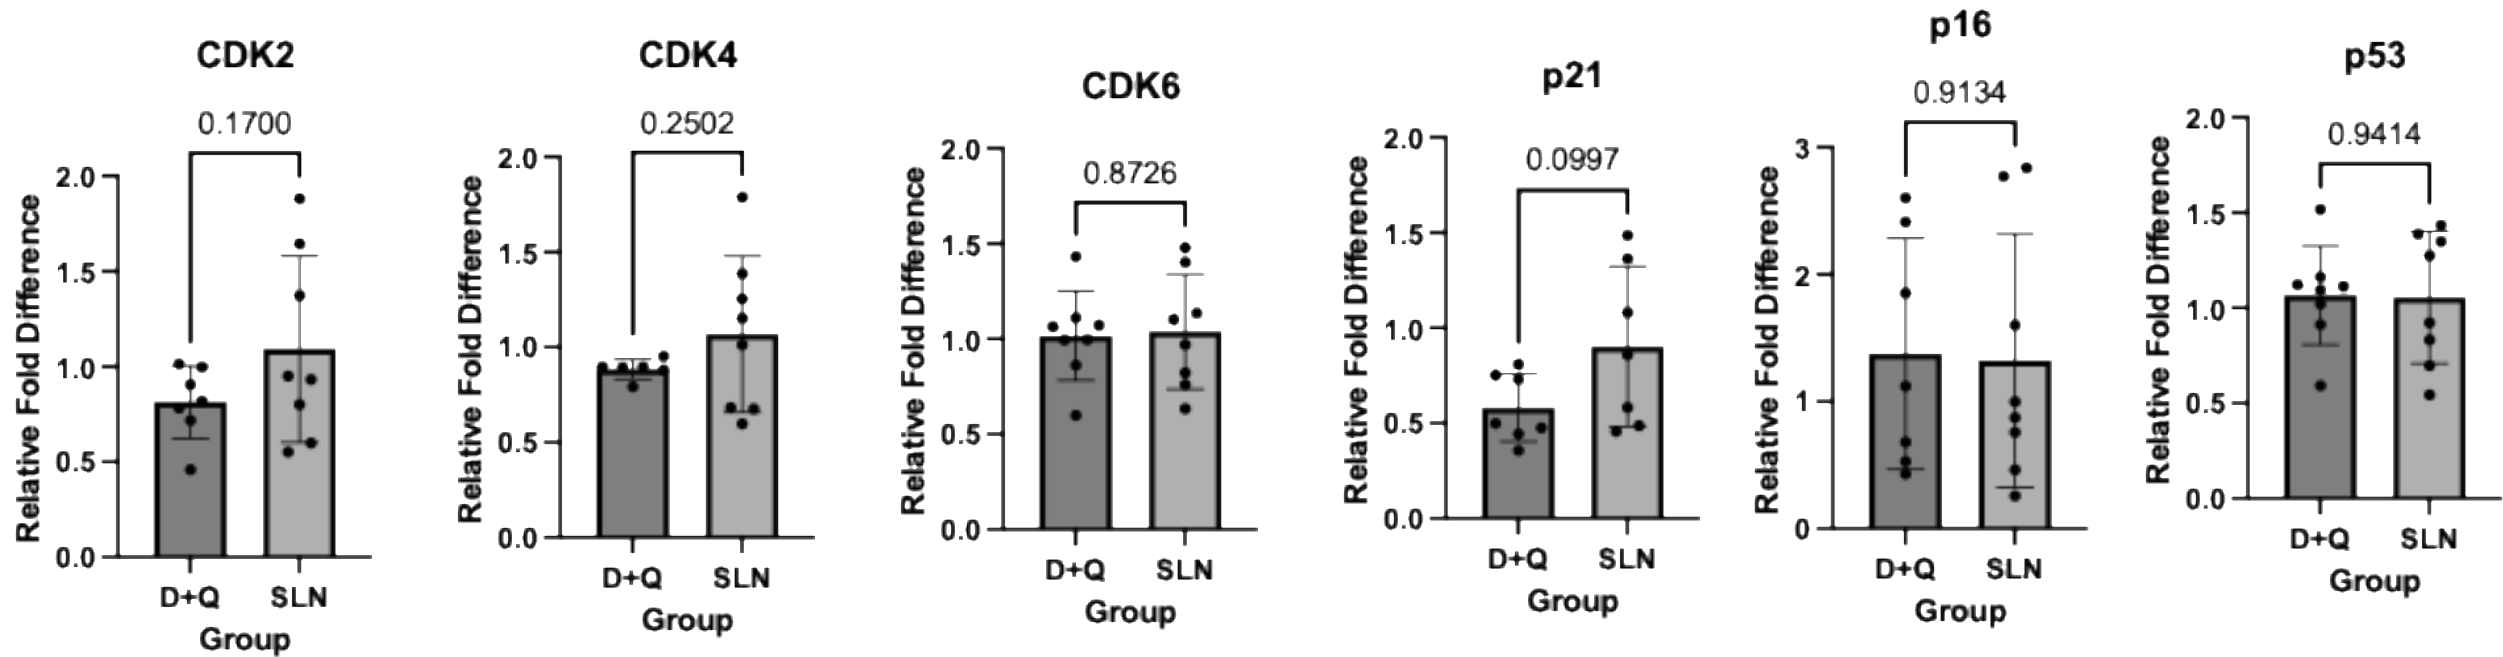 CDK2
0.1700
Relative Fold Difference
2.0
1.5
1.0
0.5
0.0
D+Q SLN
Group
CDK4
0.2502
Relative Fold Difference
2.0
1.5
1.0
0.5
0.0
D+Q SLN
Group
CDK6
0.8726
Relative Fold Difference
2.0
1.5
1.0
0.5
0.0
D+Q SLN
Group
p21
0.0997
Relative Fold Difference
2.0
1.5
1.0
0.5
0.0
D+Q SLN
Group
p16
0.9134
Relative Fold Difference
3
2
1
0
D+Q SLN
Group
p53
0.9414
Relative Fold Difference
2.0
1.5
1.0
0.5
0.0
D+Q SLN
Group